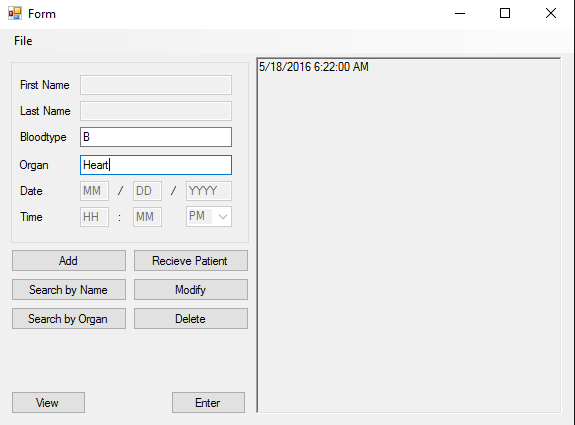 Form
File
First Name
Last Name
Bloodtype B
Organ Heart
Date MM / DD / YYYY
Time HH : MM PM
Add Recieve Patient
Search by Name Modify
Search by Organ Delete
View Enter
5/18/2016 6:22:00 AM